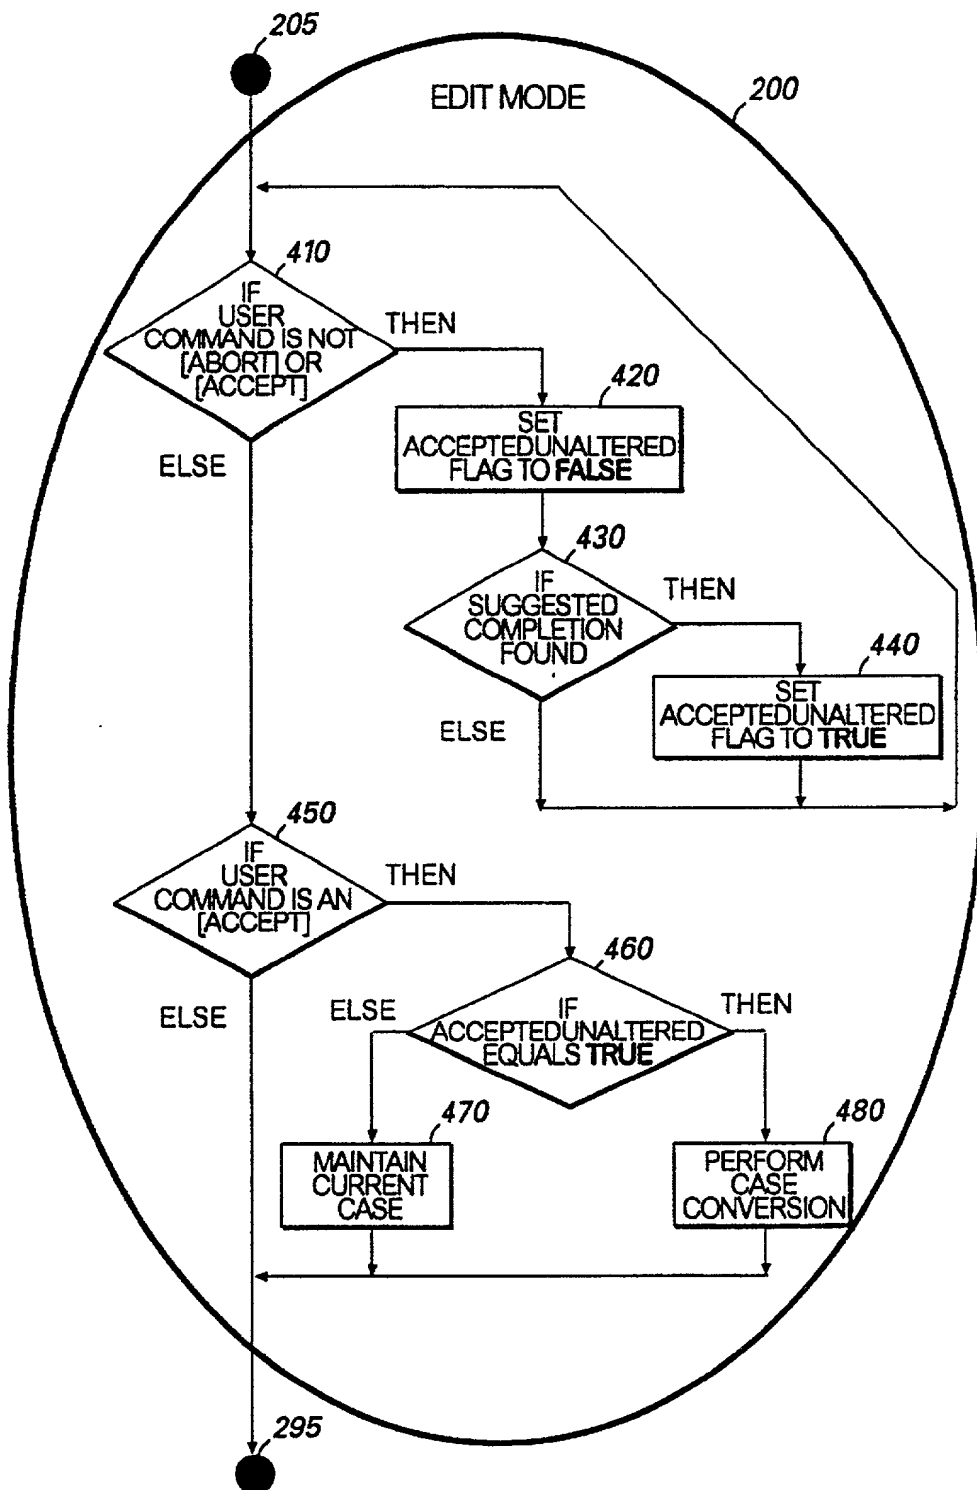 205
EDIT MODE
200
410
IF
USER
COMMAND IS NOT
[ABORT] OR
[ACCEPT]
THEN
ELSE
420
SET
ACCEPTEDUNALTERED
FLAG TO FALSE
430
IF
SUGGESTED
COMPLETION
FOUND
THEN
ELSE
440
SET
ACCEPTEDUNALTERED
FLAG TO TRUE
450
IF
USER
COMMAND IS AN
[ACCEPT]
THEN
ELSE
460
IF
ACCEPTEDUNALTERED
EQUALS TRUE
ELSE
THEN
470
MAINTAIN
CURRENT
CASE
480
PERFORM
CASE
CONVERSION
295